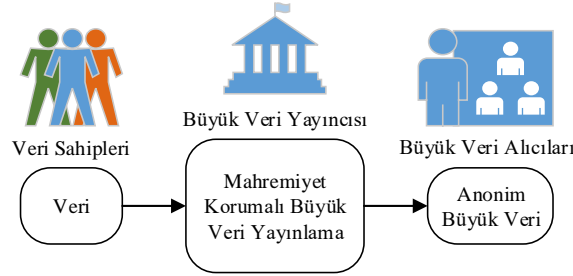 Büyük Veri Yayıncısı
Veri Sahipleri
Büyük Veri Alıcıları
Veri
Mahremiyet
Korumalı Büyük
Veri Yayınlama
Anonim
Büyük Veri